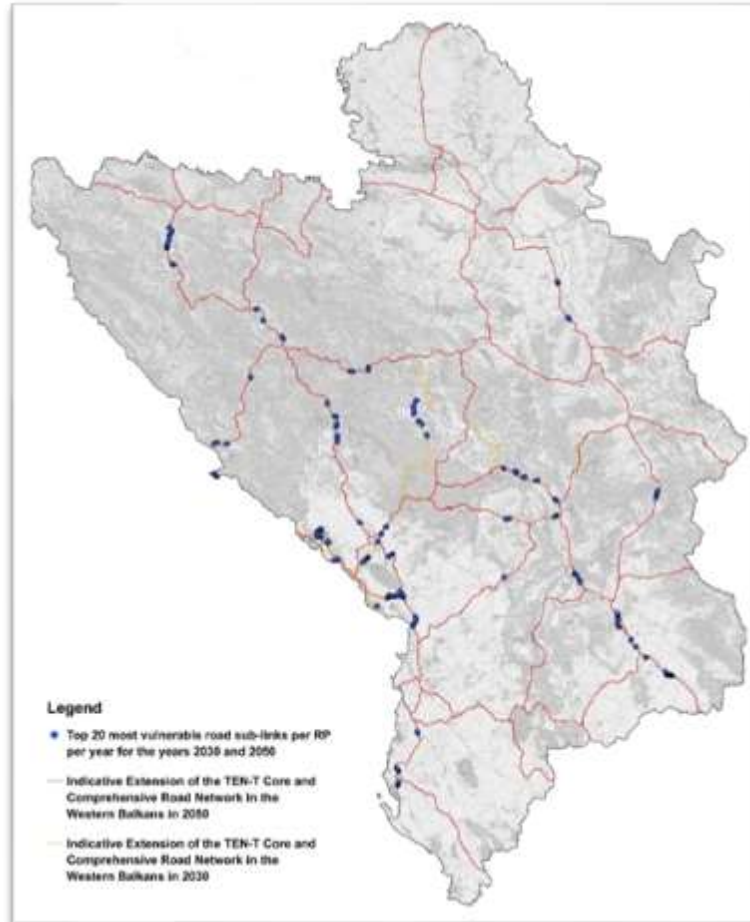 Legend
Top 20 most vulnerable road sub-links per RP
per year for the years 2030 and 2050
Indicative Extension of the TEN-T Core and
Comprehensive Road Network in the
Western Balkans in 2050
Indicative Extension of the TEN-T Core and
Comprehensive Road Network in the
Western Balkans in 2030